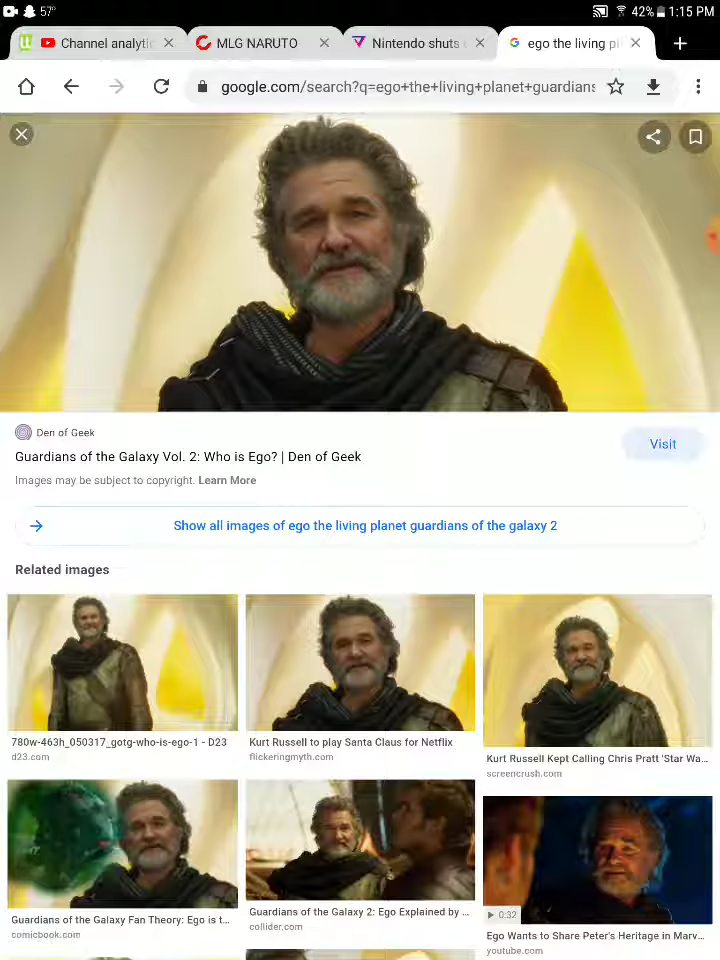 57°
42% 1:15 PM
Channel analytic
MLG NARUTO
Nintendo shuts
ego the living pl
google.com/search?q=ego+the+living+planet+guardians
Den of Geek
Guardians of the Galaxy Vol. 2: Who is Ego? | Den of Geek
Visit
Images may be subject to copyright. Learn More
Show all images of ego the living planet guardians of the galaxy 2
Related images
780w-463h_050317_gotg-who-is-ego-1 - D23
d23.com
Kurt Russell to play Santa Claus for Netflix
flickeringmyth.com
Kurt Russell Kept Calling Chris Pratt 'Star Wa...
screencrush.com
Guardians of the Galaxy Fan Theory: Ego is t...
comicbook.com
Guardians of the Galaxy 2: Ego Explained by ...
collider.com
0:32
Ego Wants to Share Peter's Heritage in Marv...
youtube.com